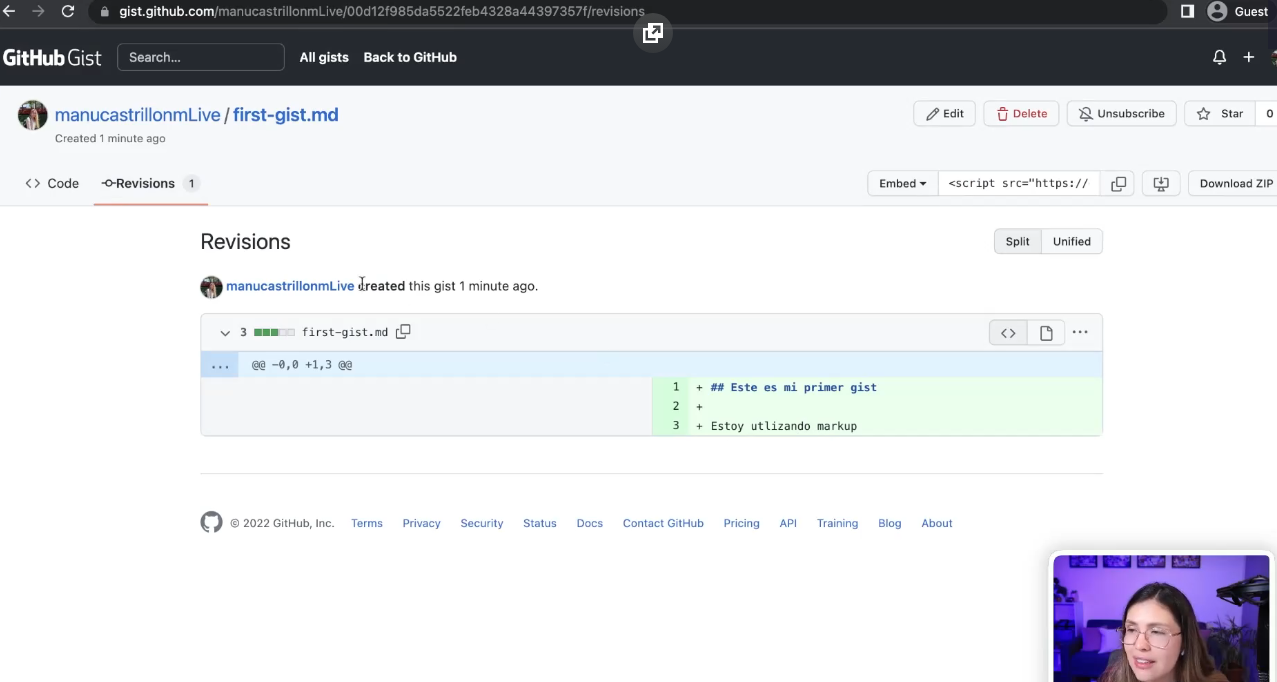 gist.github.com/manucastrillonmLive/00d12f985da5522feb4328a44397357f/revisions
Guest
GitHub Gist
Search...
All gists
Back to GitHub
manucastrillonmLive / first-gist.md
Created 1 minute ago
Edit
Delete
Unsubscribe
Star
0
Code
Revisions 1
Embed
<script src="https://
Download ZIP
Revisions
Split
Unified
manucastrillonmLive created this gist 1 minute ago.
3 first-gist.md
... @@ -0,0 +1,3 @@
1 + ## Este es mi primer gist
2 +
3 + Estoy utlizando markup
© 2022 GitHub, Inc. Terms Privacy Security Status Docs Contact GitHub Pricing API Training Blog About